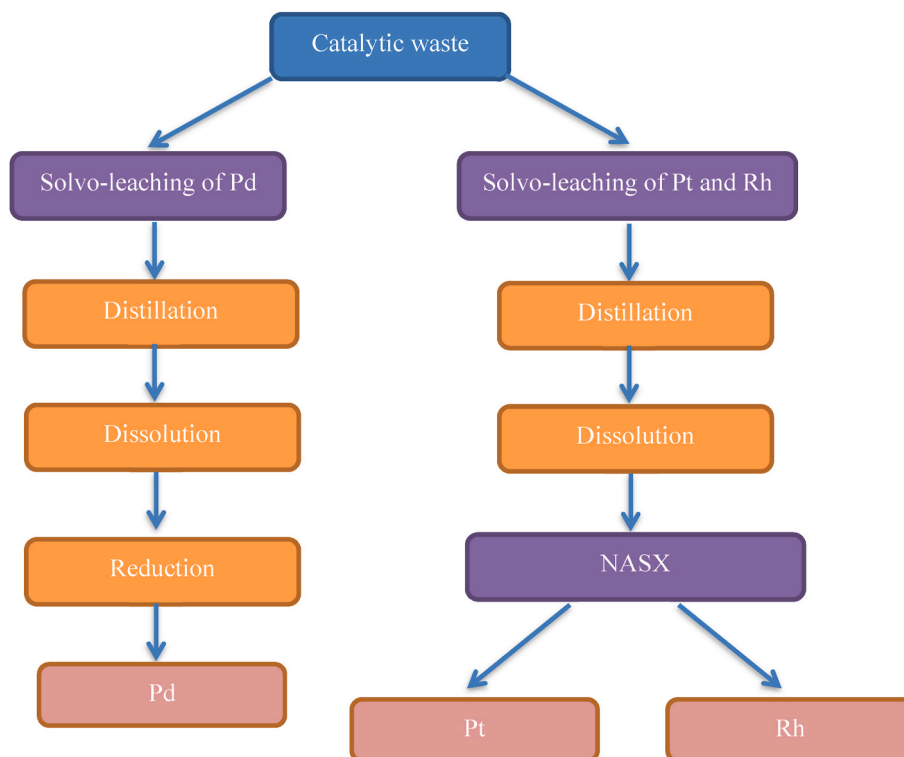 Catalytic waste
Solvo-leaching of Pd
Solvo-leaching of Pt and Rh
Distillation
Distillation
Dissolution
Dissolution
Reduction
NASX
Pd
Pt
Rh